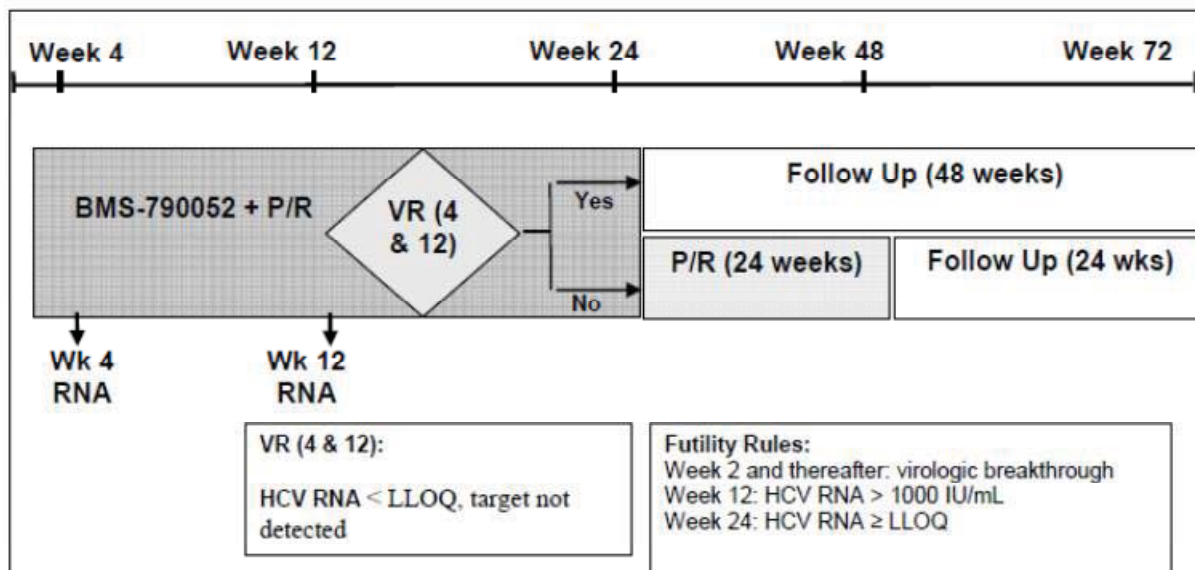 Week 4 Week 12 Week 24 Week 48 Week 72
BMS-790052 + P/R
VR (4
& 12)
Yes
No
Follow Up (48 weeks)
P/R (24 weeks)
Follow Up (24 wks)
Wk 4
RNA
Wk 12
RNA
VR (4 & 12):
HCV RNA < LLOQ, target not
detected
Futility Rules:
Week 2 and thereafter: virologic breakthrough
Week 12: HCV RNA > 1000 IU/mL
Week 24: HCV RNA ≥ LLOQ